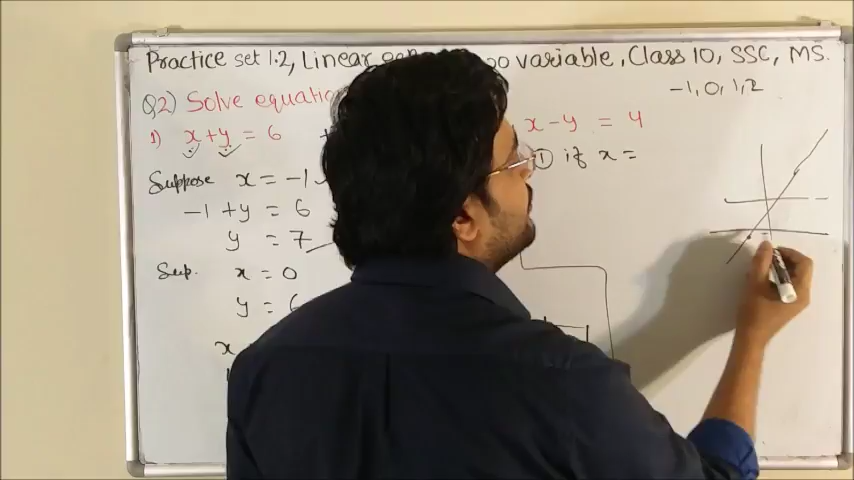 Practice set 1.2, Linear variable, Class 10, SSC, MS.
-1, 0, 1, 2
Q2) Solve equation
1) x+y = 6
x-y = 4
Suppose x = -1
① if x =
-1 + y = 6
y = 7
Sup. x = 0
y = 6
x